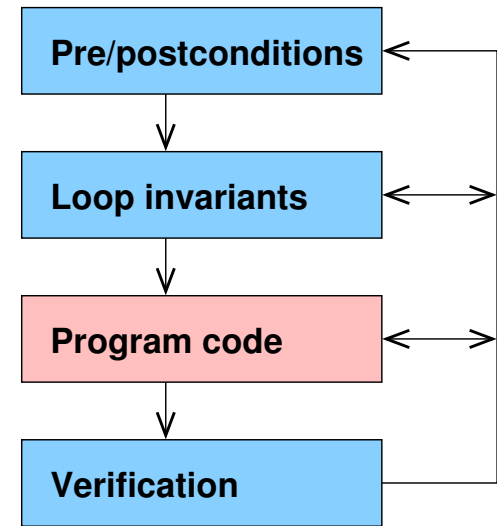 Pre/postconditions
Loop invariants
Program code
Verification